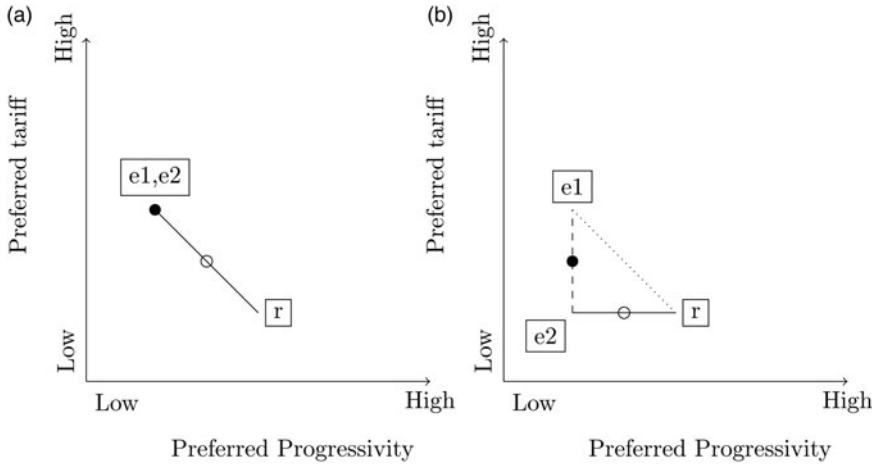 (a)
High
Preferred tariff
Low
e1,e2
r
Low
High
Preferred Progressivity
(b)
High
Preferred tariff
Low
e1
e2
r
Low
High
Preferred Progressivity